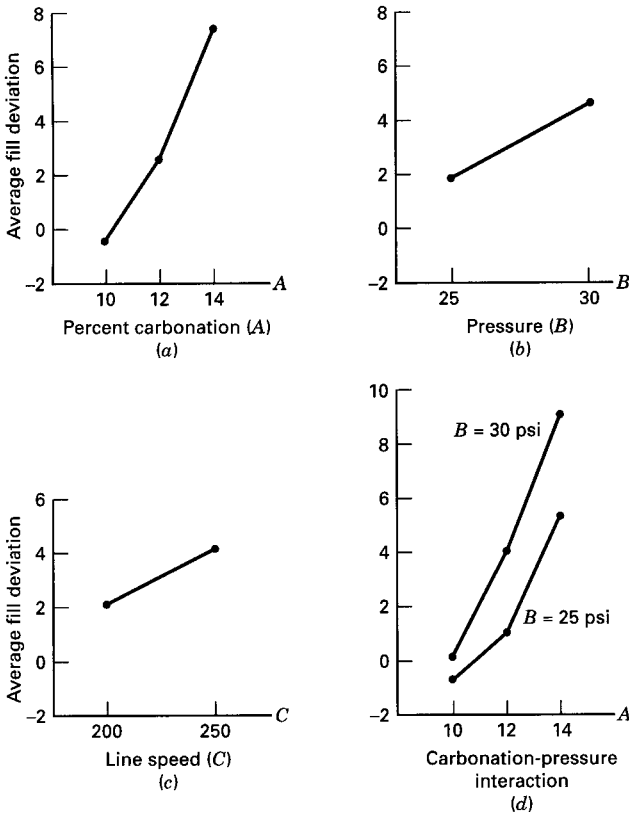 8
6
4
2
0
−2
Average fill deviation
10 12 14
A
Percent carbonation (A)
(a)
8
6
4
2
0
−2
25 30
B
Pressure (B)
(b)
6
4
2
0
−2
Average fill deviation
200 250
C
Line speed (C)
(c)
10
8
6
4
2
0
−2
B = 30 psi
B = 25 psi
10 12 14
A
Carbonation-pressure
interaction
(d)